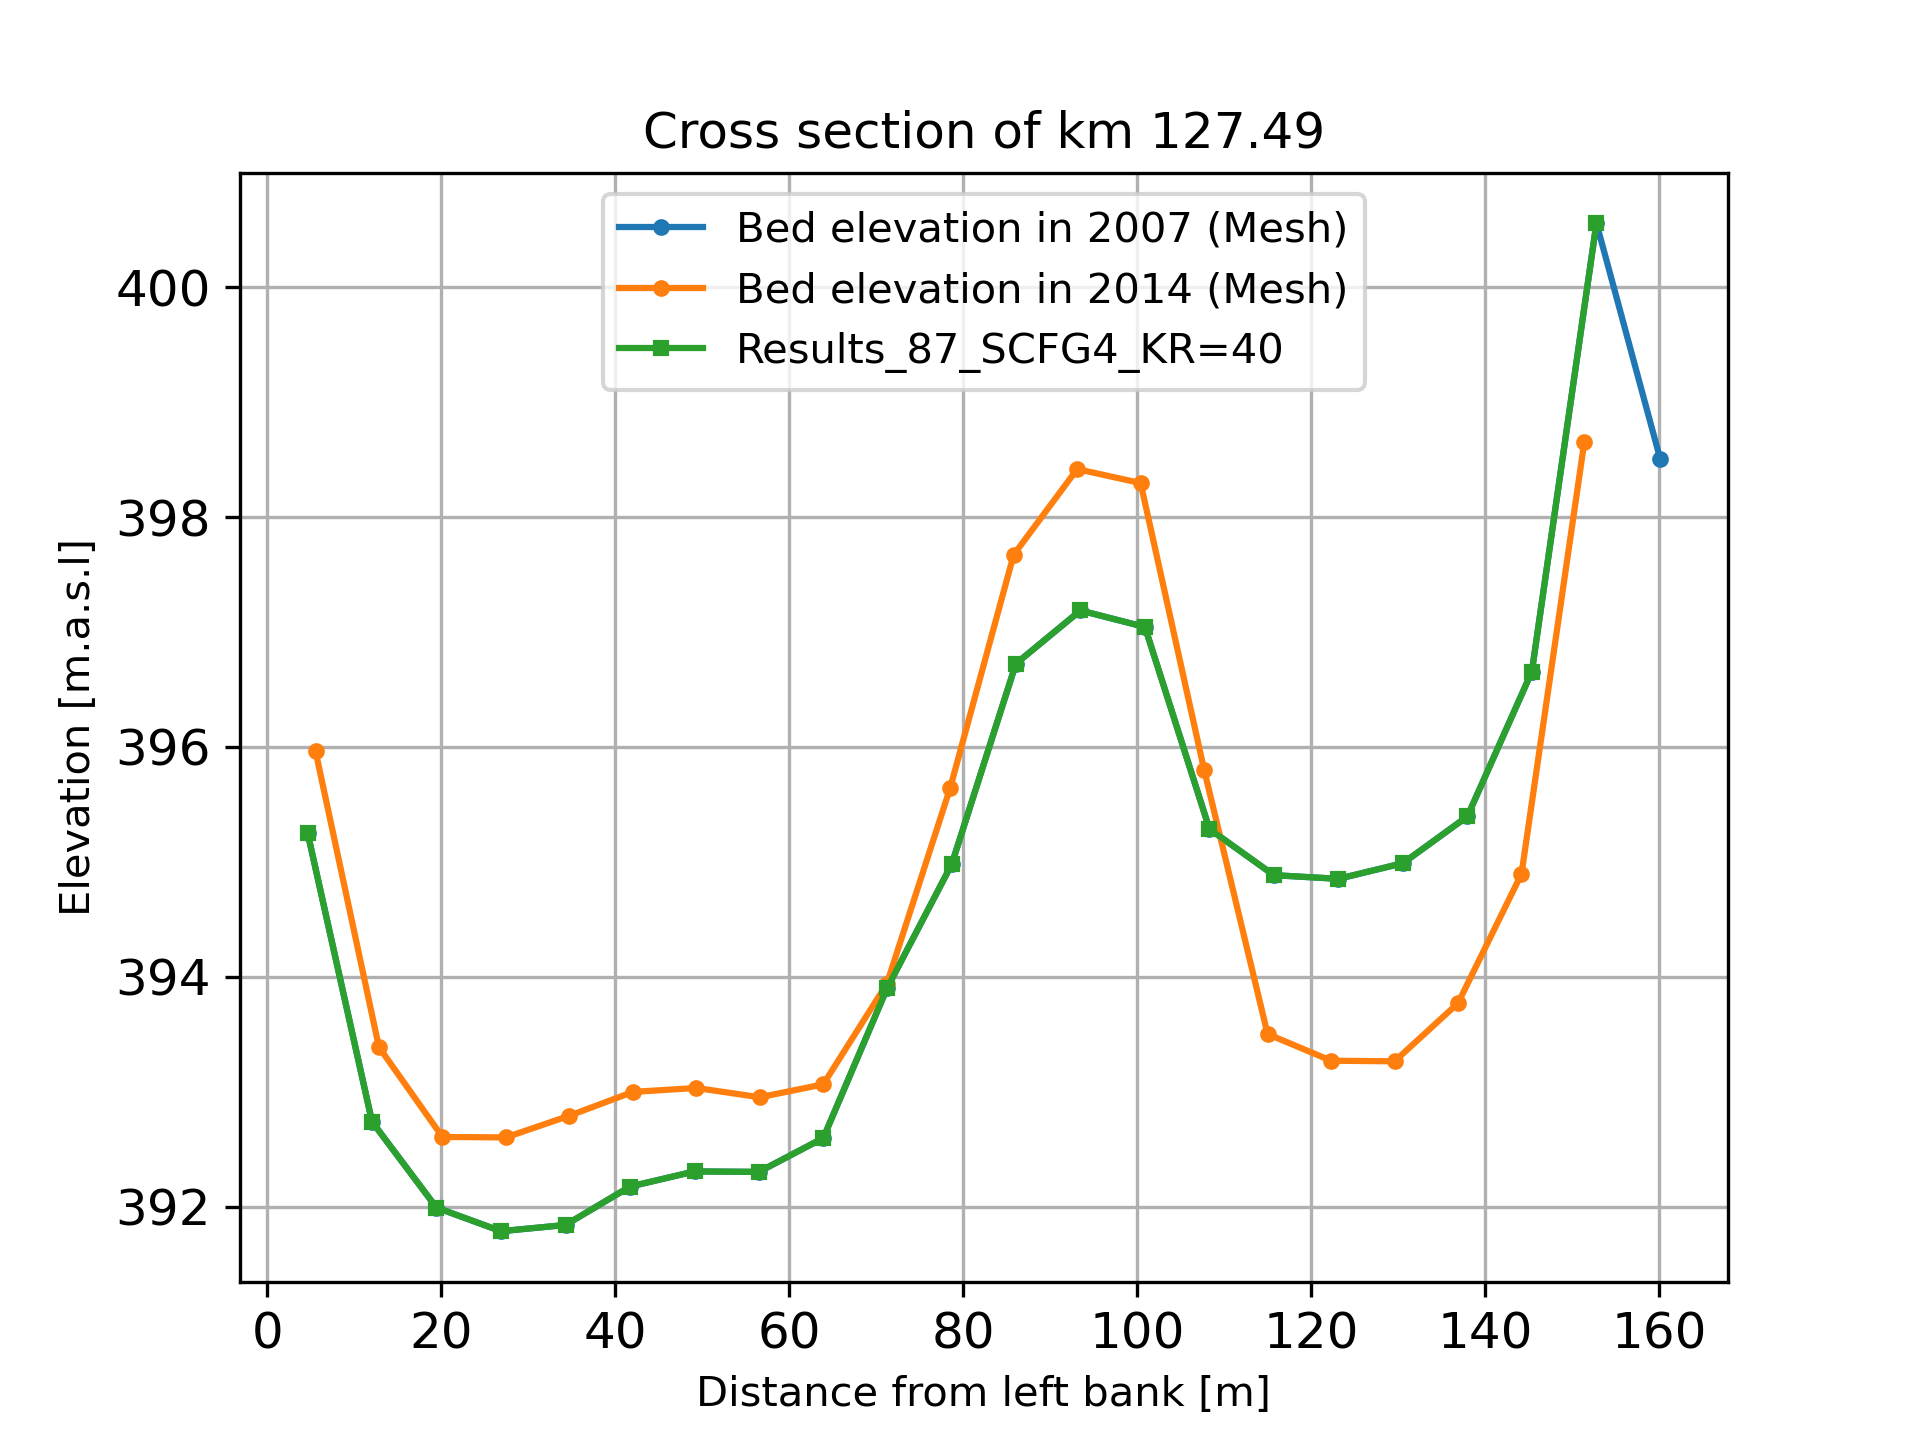 Cross section of km 127.49
Bed elevation in 2007 (Mesh)
Bed elevation in 2014 (Mesh)
Results_87_SCFG4_KR=40
Elevation [m.a.s.l]
400
398
396
394
392
0 20 40 60 80 100 120 140 160
Distance from left bank [m]